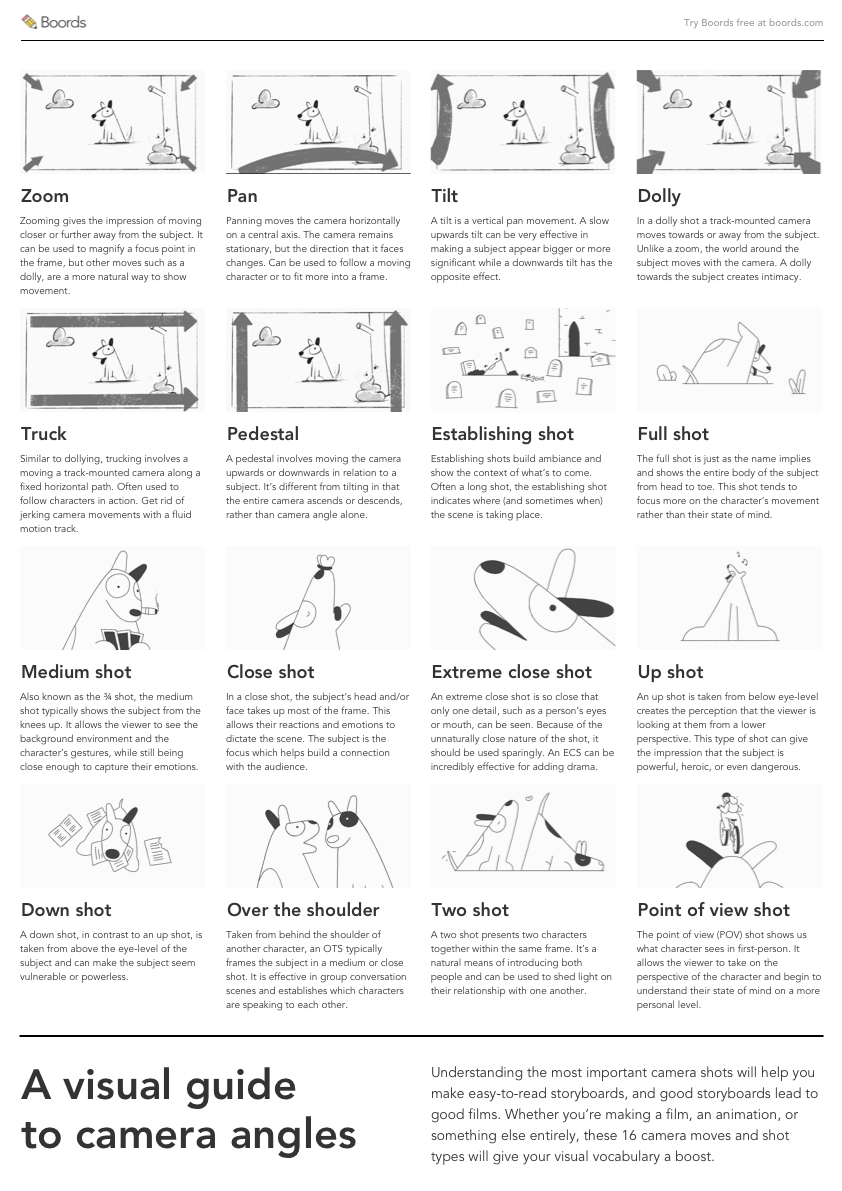 Boords
Try Boords free at boords.com
Zoom
Zooming gives the impression of moving
closer or further away from the subject. It
can be used to magnify a focus point in
the frame, but other moves such as a
dolly, are a more natural way to show
movement.
Pan
Panning moves the camera horizontally
on a central axis. The camera remains
stationary, but the direction that it faces
changes. Can be used to follow a moving
character or to fit more into a frame.
Tilt
A tilt is a vertical pan movement. A slow
upwards tilt can be very effective in
making a subject appear bigger or more
significant while a downwards tilt has the
opposite effect.
Dolly
In a dolly shot a track-mounted camera
moves towards or away from the subject.
Unlike a zoom, the world around the
subject moves with the camera. A dolly
towards the subject creates intimacy.
Truck
Similar to dollying, trucking involves a
moving a track-mounted camera along a
fixed horizontal path. Often used to
follow characters in action. Get rid of
jerking camera movements with a fluid
motion track.
Pedestal
A pedestal involves moving the camera
upwards or downwards in relation to a
subject. It's different from tilting in that
the entire camera ascends or descends,
rather than camera angle alone.
Establishing shot
Establishing shots build ambiance and
show the context of what's to come.
Often a long shot, the establishing shot
indicates where (and sometimes when)
the scene is taking place.
Full shot
The full shot is just as the name implies
and shows the entire body of the subject
from head to toe. This shot tends to
focus more on the character's movement
rather than their state of mind.
Medium shot
Also known as the ¾ shot, the medium
shot typically shows the subject from the
knees up. It allows the viewer to see the
background environment and the
character's gestures, while still being
close enough to capture their emotions.
Close shot
In a close shot, the subject's head and/or
face takes up most of the frame. This
allows their reactions and emotions to
dictate the scene. The subject is the
focus which helps build a connection
with the audience.
Extreme close shot
An extreme close shot is so close that
only one detail, such as a person's eyes
or mouth, can be seen. Because of the
unnaturally close nature of the shot, it
should be used sparingly. An ECS can be
incredibly effective for adding drama.
Up shot
An up shot is taken from below eye-level
creates the perception that the viewer is
looking at them from a lower
perspective. This type of shot can give
the impression that the subject is
powerful, heroic, or even dangerous.
Down shot
A down shot, in contrast to an up shot, is
taken from above the eye-level of the
subject and can make the subject seem
vulnerable or powerless.
Over the shoulder
Taken from behind the shoulder of
another character, an OTS typically
frames the subject in a medium or close
shot. It is effective in group conversation
scenes and establishes which characters
are speaking to each other.
Two shot
A two shot presents two characters
together within the same frame. It's a
natural means of introducing both
people and can be used to shed light on
their relationship with one another.
Point of view shot
The point of view (POV) shot shows us
what character sees in first-person. It
allows the viewer to take on the
perspective of the character and begin to
understand their state of mind on a more
personal level.
A visual guide
to camera angles
Understanding the most important camera shots will help you
make easy-to-read storyboards, and good storyboards lead to
good films. Whether you're making a film, an animation, or
something else entirely, these 16 camera moves and shot
types will give your visual vocabulary a boost.